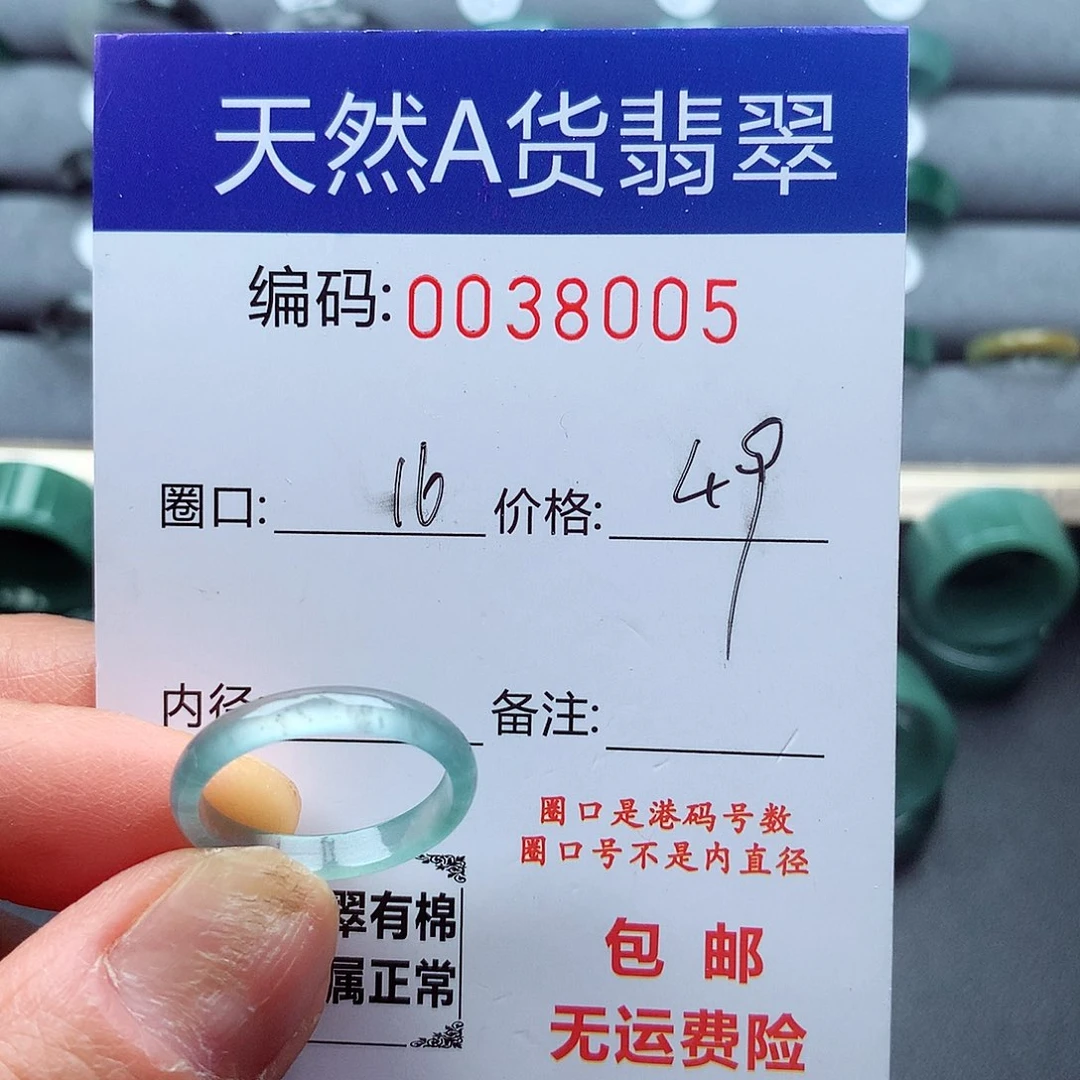 天然A货翡翠
编码:0038005
圈口: 16 价格: 49
内径 备注:
圈口是港码号数
圈口号不是内直径
翠有棉
属正常
包邮
无运费险